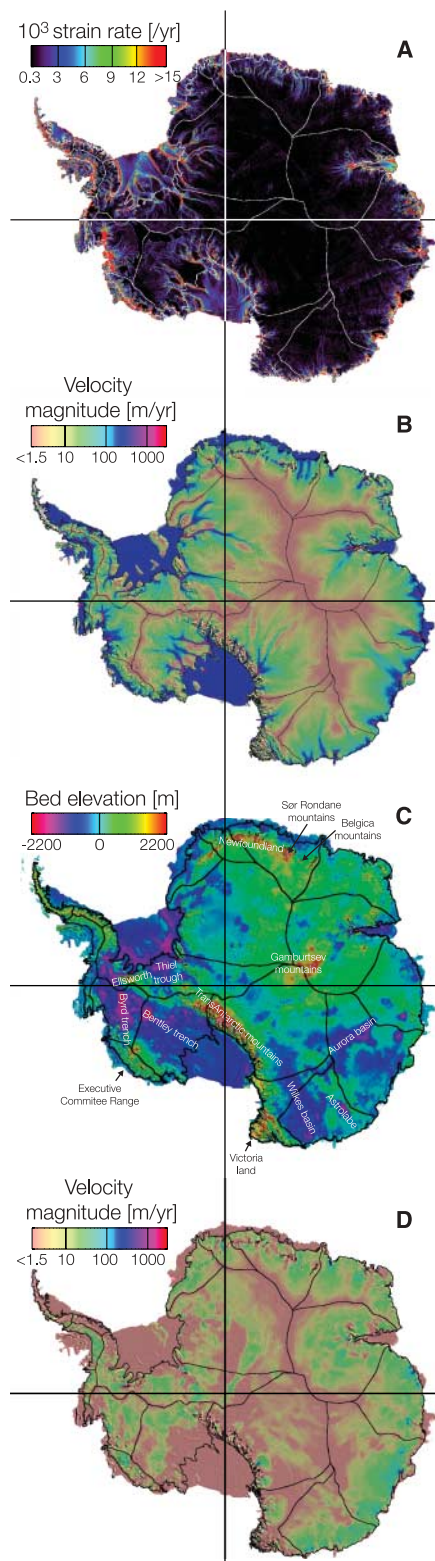 10³ strain rate [/yr]
0.3 3 6 9 12 >15
A
Velocity
magnitude [m/yr]
<1.5 10 100 1000
B
Bed elevation [m]
-2200 0 2200
C
Sør Rondane
mountains
Belgica
mountains
Newfoundland
Gamburtsev
mountains
Ellsworth
Thiel
trough
Byrd trench
Bentley trench
TransAntarctic mountains
Aurora basin
Wilkes basin
Astrolabe
Executive
Commitee Range
Victoria
land
Velocity
magnitude [m/yr]
<1.5 10 100 1000
D